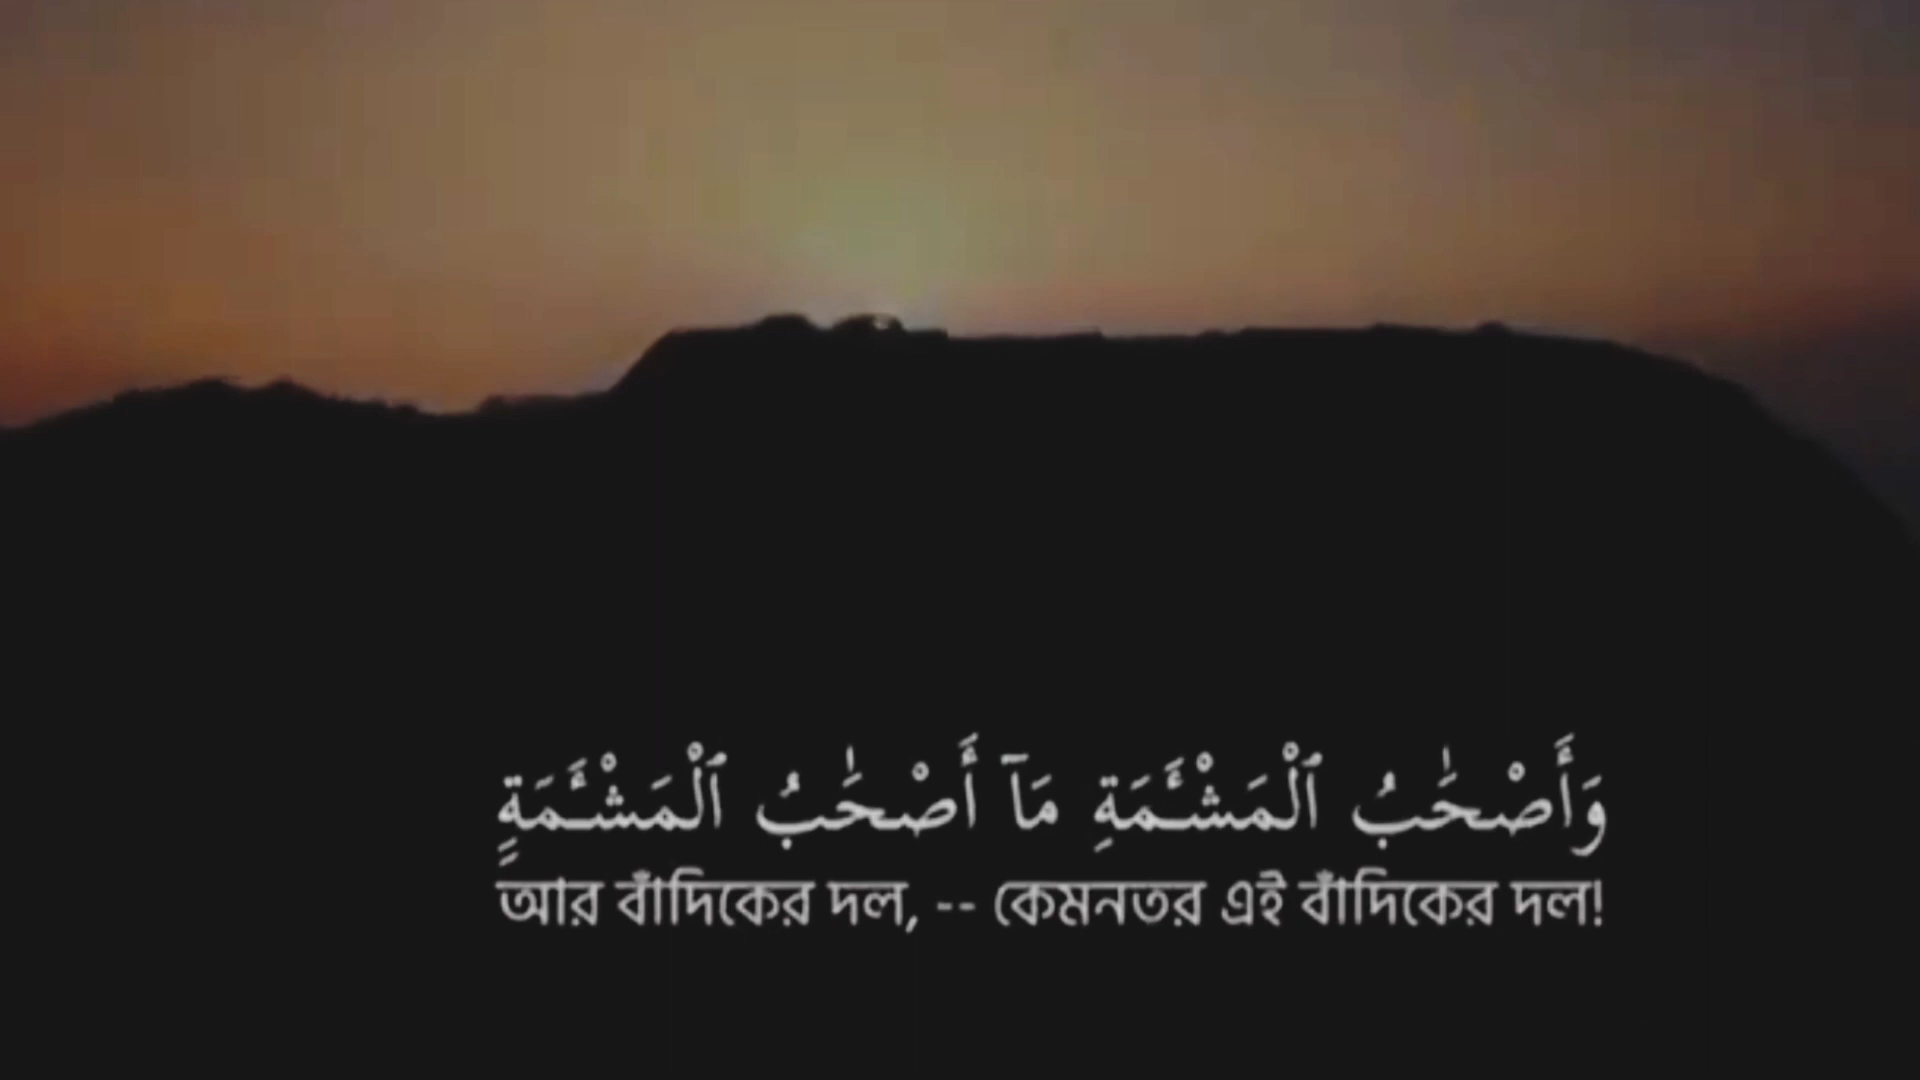 وَأَصْحَٰبُ ٱلْمَشْـَٔمَةِ مَآ أَصْحَٰبُ ٱلْمَشْـَٔمَةِ
আর বাঁদিকের দল, -- কেমনতর এই বাঁদিকের দল!